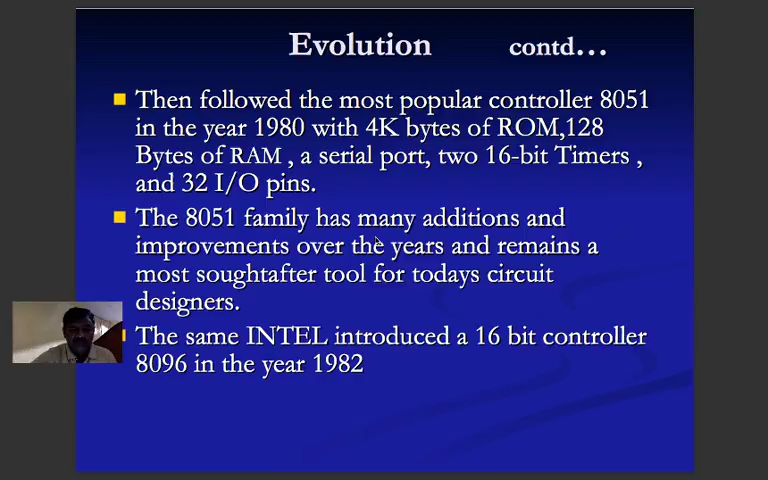 Evolution contd...
Then followed the most popular controller 8051
in the year 1980 with 4K bytes of ROM,128
Bytes of RAM , a serial port, two 16-bit Timers ,
and 32 I/O pins.
The 8051 family has many additions and
improvements over the years and remains a
most soughtafter tool for todays circuit
designers.
The same INTEL introduced a 16 bit controller
8096 in the year 1982